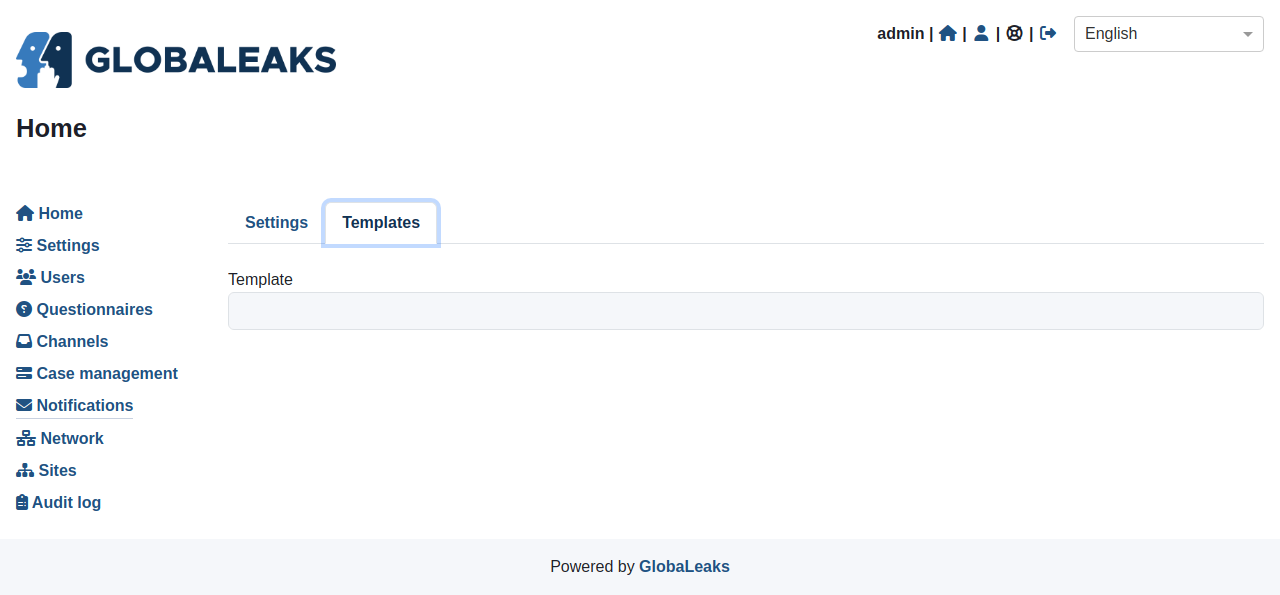 GLOBALEAKS
admin | | | |
English
Home
Home
Settings
Users
Questionnaires
Channels
Case management
Notifications
Network
Sites
Audit log
Settings
Templates
Template
Powered by GlobaLeaks